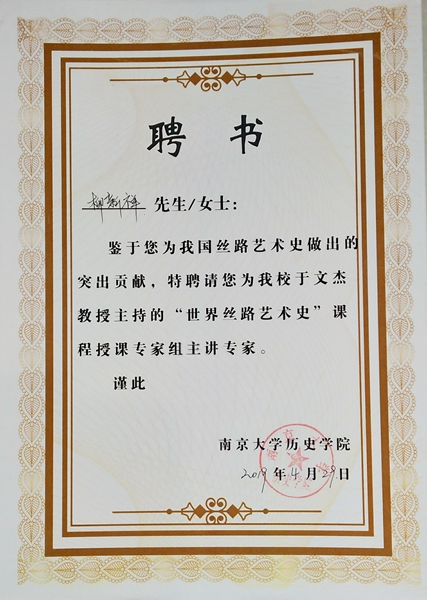 聘 书
柳新祥 先生/女士：
鉴于您为我国丝路艺术史做出的
突出贡献，特聘请您为我校于文杰
教授主持的“世界丝路艺术史”课
程授课专家组主讲专家。
谨此
南京大学历史学院
2019年4月29日